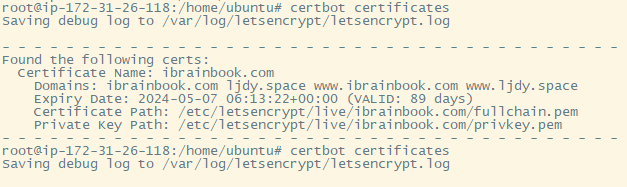 root@ip-172-31-26-118:/home/ubuntu# certbot certificates
Saving debug log to /var/log/letsencrypt/letsencrypt.log

- - - - - - - - - - - - - - - - - - - - - - - - - - - - - - - - - - - - - - - -
Found the following certs:
  Certificate Name: ibrainbook.com
    Domains: ibrainbook.com ljdy.space www.ibrainbook.com www.ljdy.space
    Expiry Date: 2024-05-07 06:13:22+00:00 (VALID: 89 days)
    Certificate Path: /etc/letsencrypt/live/ibrainbook.com/fullchain.pem
    Private Key Path: /etc/letsencrypt/live/ibrainbook.com/privkey.pem
- - - - - - - - - - - - - - - - - - - - - - - - - - - - - - - - - - - - - - - -
root@ip-172-31-26-118:/home/ubuntu# certbot certificates
Saving debug log to /var/log/letsencrypt/letsencrypt.log